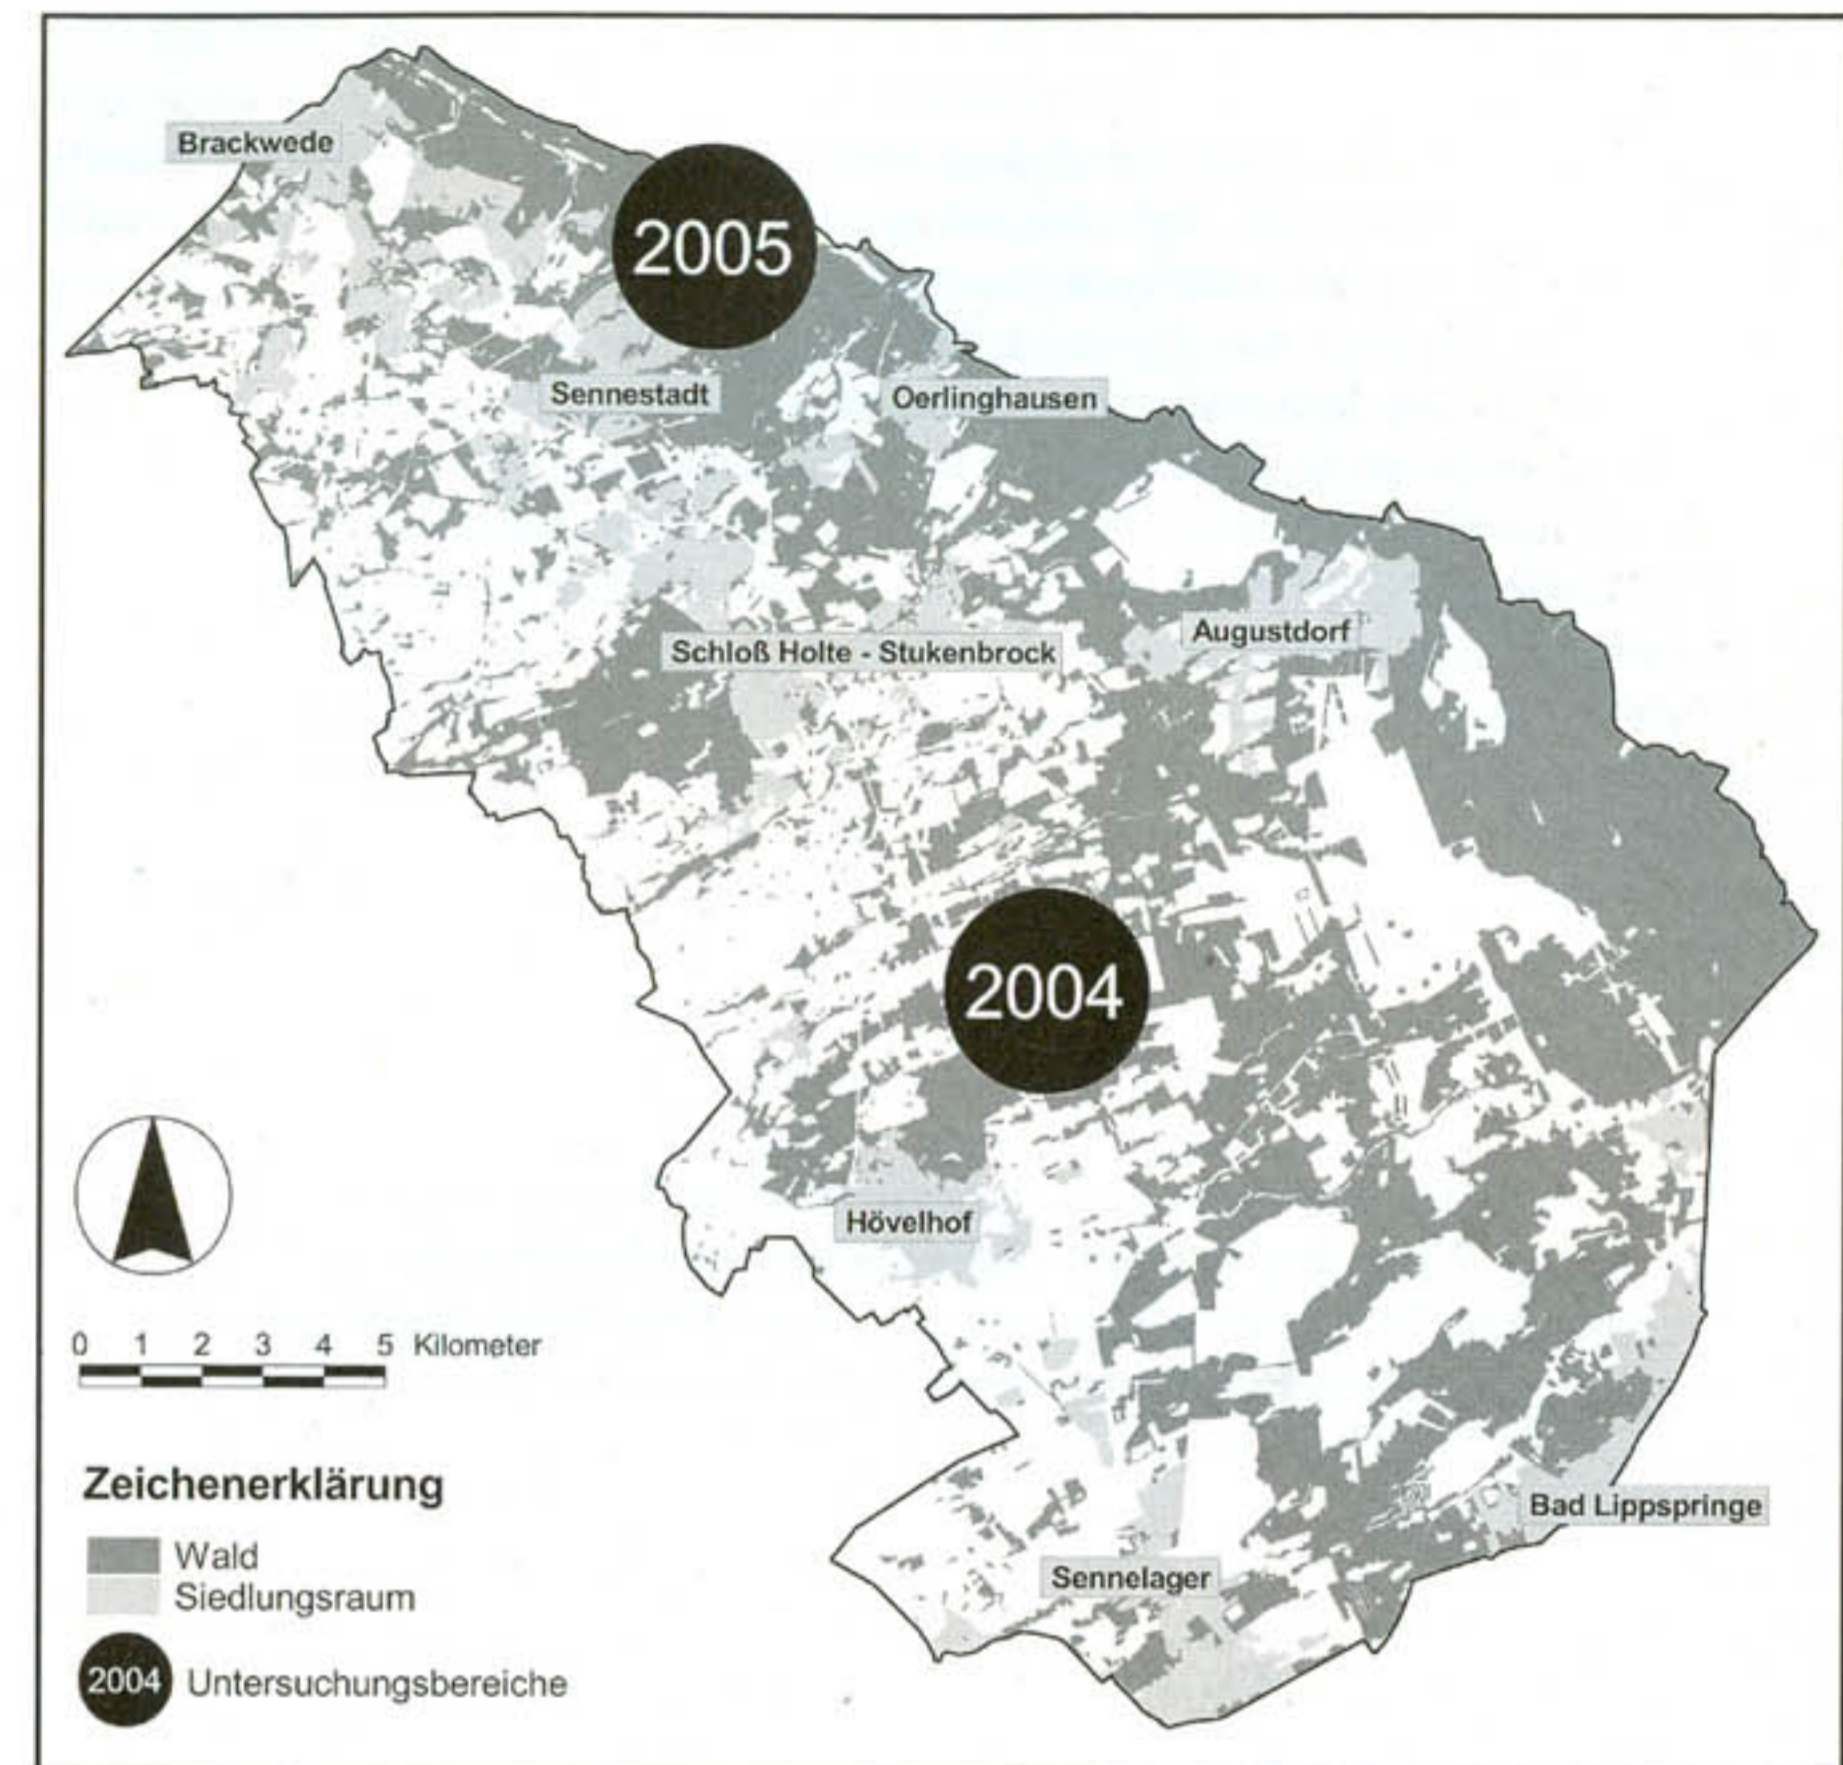 Brackwede
2005
Sennestadt
Oerlinghausen
Schloß Holte - Stukenbrock
Augustdorf
2004
Hövelhof
0 1 2 3 4 5 Kilometer
Zeichenerklärung
Wald
Siedlungsraum
2004 Untersuchungsbereiche
Bad Lippspringe
Sennelager